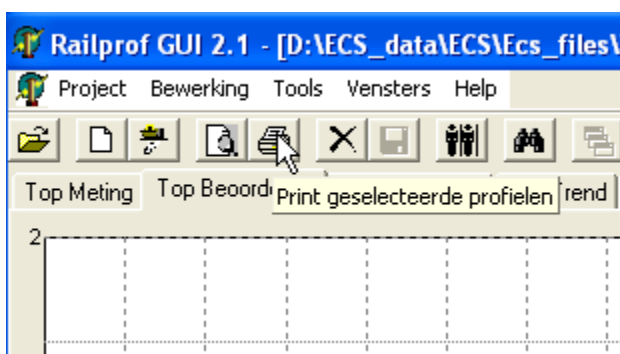 Railprof GUI 2.1 - [D:\ECS_data\ECS\Ecs_files\
Project Bewerking Tools Vensters Help
Top Meting Top Beoord
Print geselecteerde profielen
rend
2